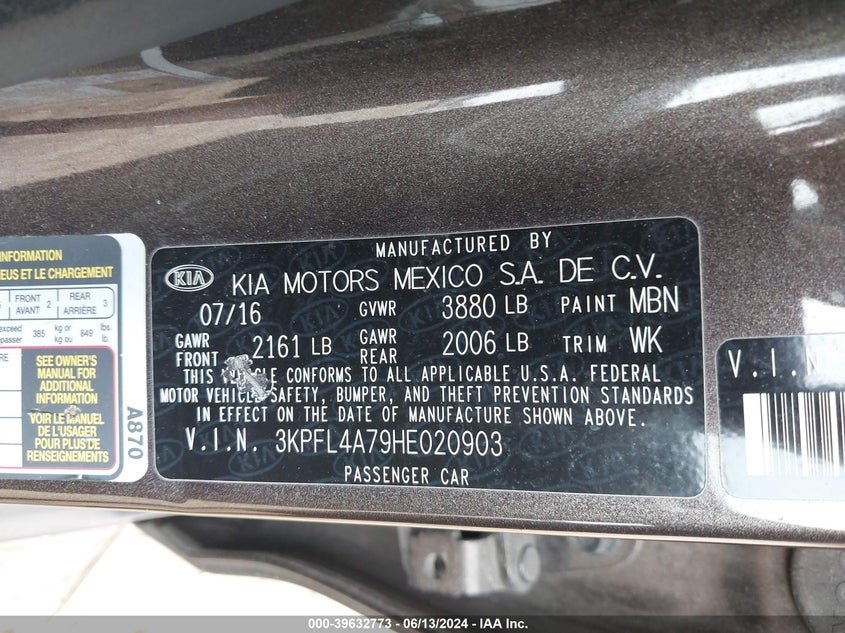 INFORMATION
EUS ET LE CHARGEMENT
FRONT AVANT 2 REAR ARRIÈRE 3
exceed 385 kg or 849 lbs.
passer kg ou lb.
SEE OWNER'S
MANUAL FOR
ADDITIONAL
INFORMATION
VOIR LE MANUEL
DE L'USAGER
POUR PLUS DE
RENSEIGNEMENTS
A870
MANUFACTURED BY
KIA KIA MOTORS MEXICO S.A. DE C.V.
07/16 GVWR 3880 LB PAINT MBN
GAWR FRONT 2161 LB GAWR REAR 2006 LB TRIM WK
THIS CONFORMS TO ALL APPLICABLE U.S.A. FEDERAL
MOTOR VEHICLE SAFETY, BUMPER, AND THEFT PREVENTION STANDARDS
IN EFFECT ON THE DATE OF MANUFACTURE SHOWN ABOVE.
V.I.N. 3KPFL4A79HE020903
PASSENGER CAR
V.I.N
000-39632773 - 06/13/2024 - IAA Inc.